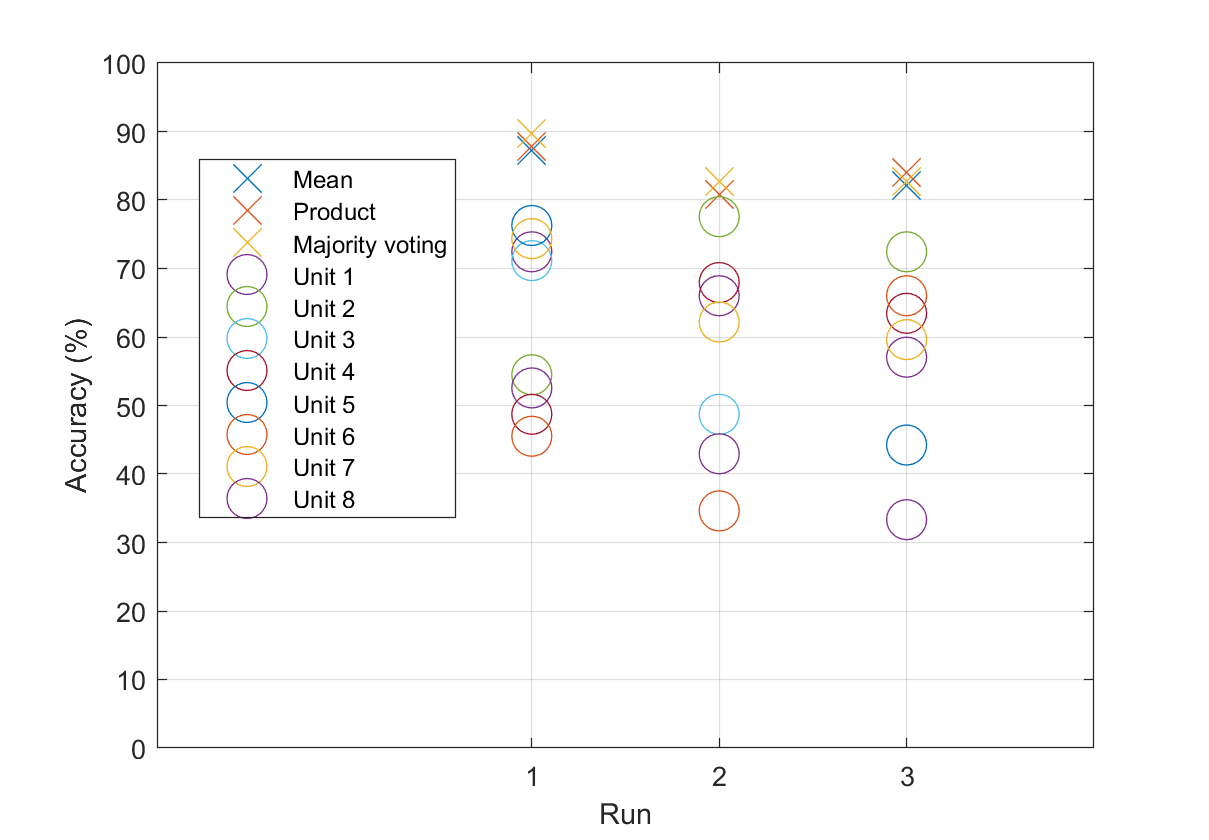 100
90
80
70
60
50
40
30
20
10
0
Accuracy (%)
Mean
Product
Majority voting
Unit 1
Unit 2
Unit 3
Unit 4
Unit 5
Unit 6
Unit 7
Unit 8
1 2 3
Run